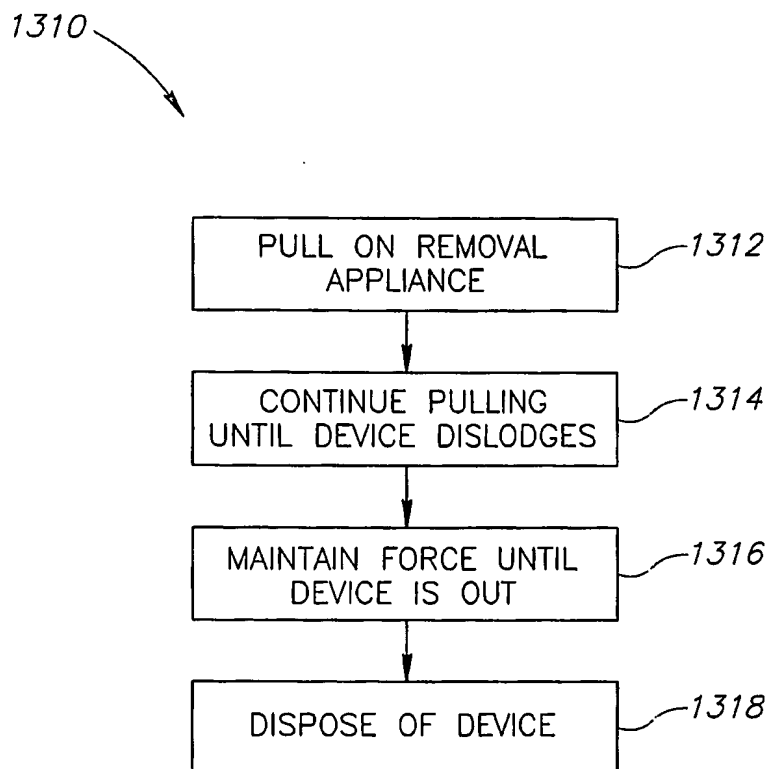 1310
PULL ON REMOVAL
APPLIANCE
1312
CONTINUE PULLING
UNTIL DEVICE DISLODGES
1314
MAINTAIN FORCE UNTIL
DEVICE IS OUT
1316
DISPOSE OF DEVICE
1318